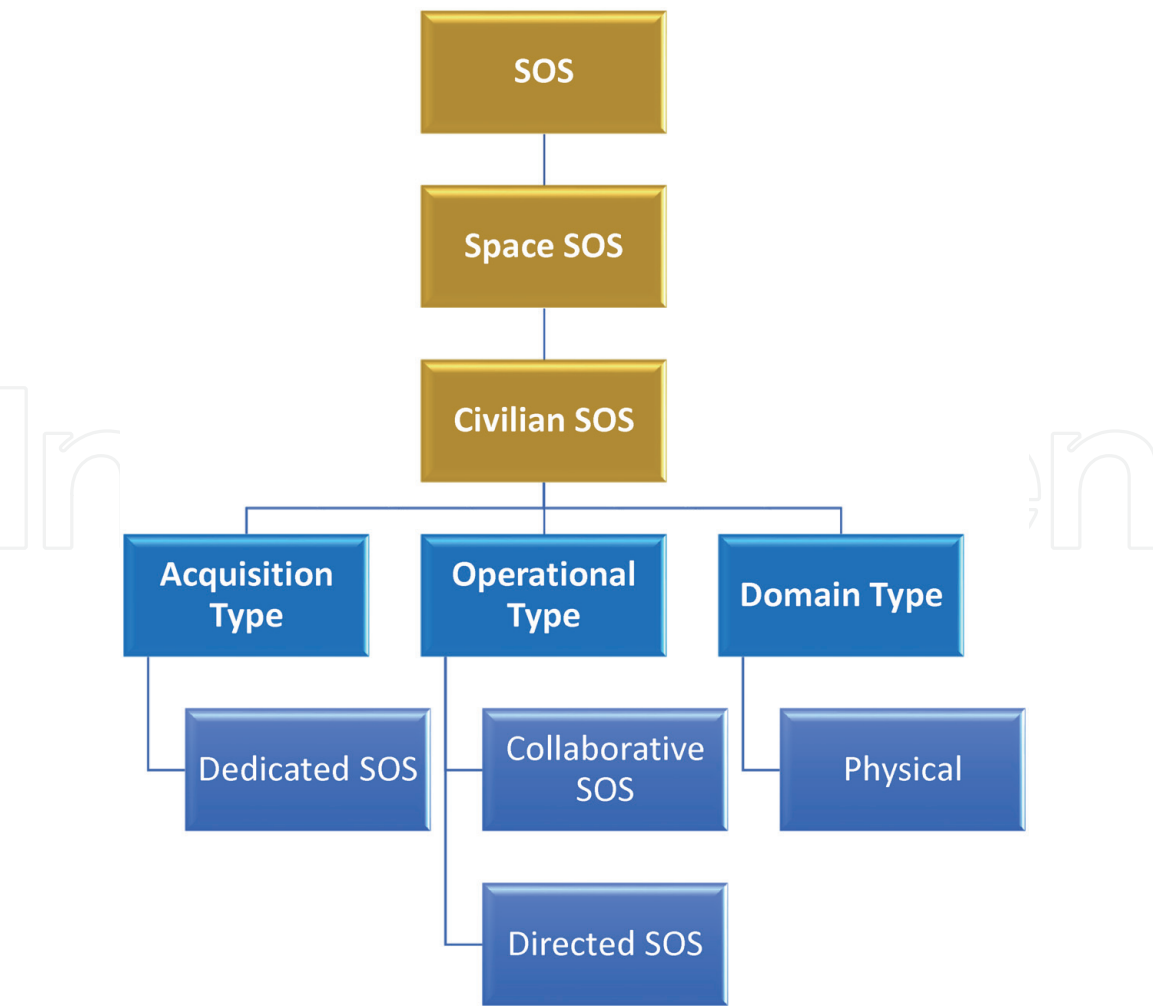 SOS
Space SOS
Civilian SOS
Acquisition
Type
Operational
Type
Domain Type
Dedicated SOS
Collaborative
SOS
Physical
Directed SOS